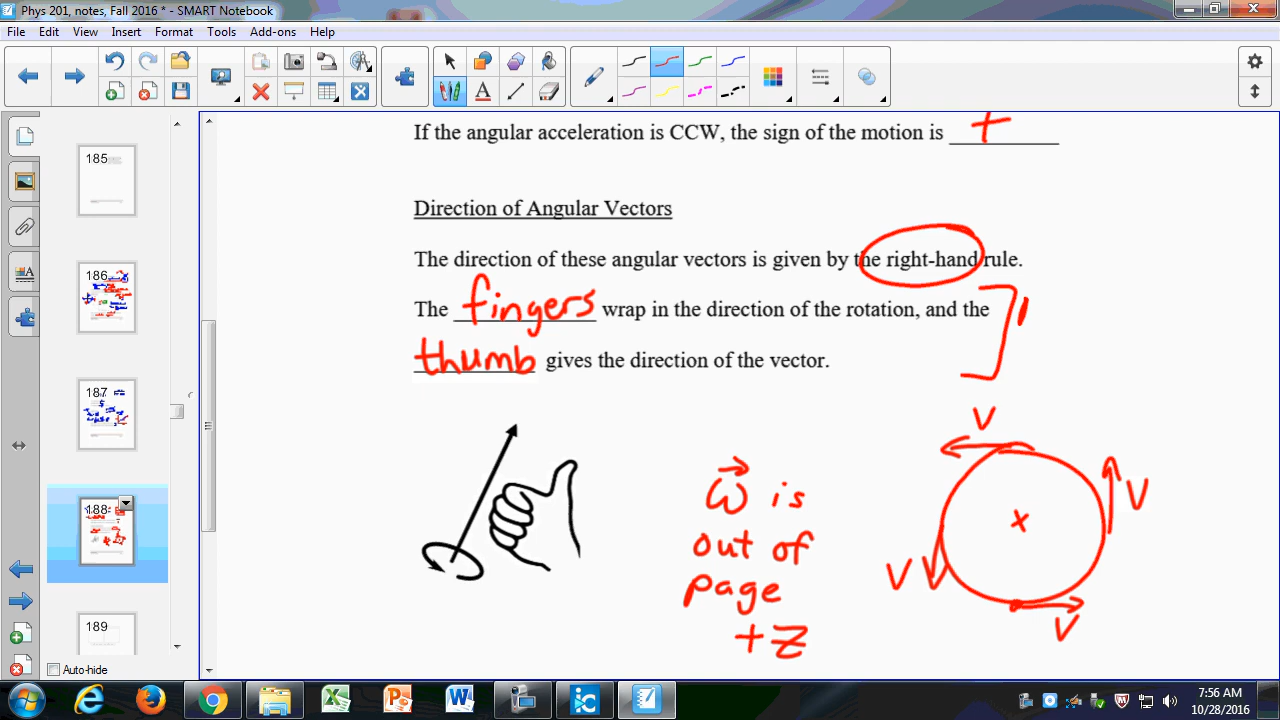 Phys 201, notes, Fall 2016 * - SMART Notebook
File Edit View Insert Format Tools Add-ons Help
If the angular acceleration is CCW, the sign of the motion is +
Direction of Angular Vectors
The direction of these angular vectors is given by the right-hand rule.
The fingers wrap in the direction of the rotation, and the
thumb gives the direction of the vector.
185
186
187
188
189
Auto-hide
ω is
out of
page
+z
V
V
V
V
x
7:56 AM
10/28/2016